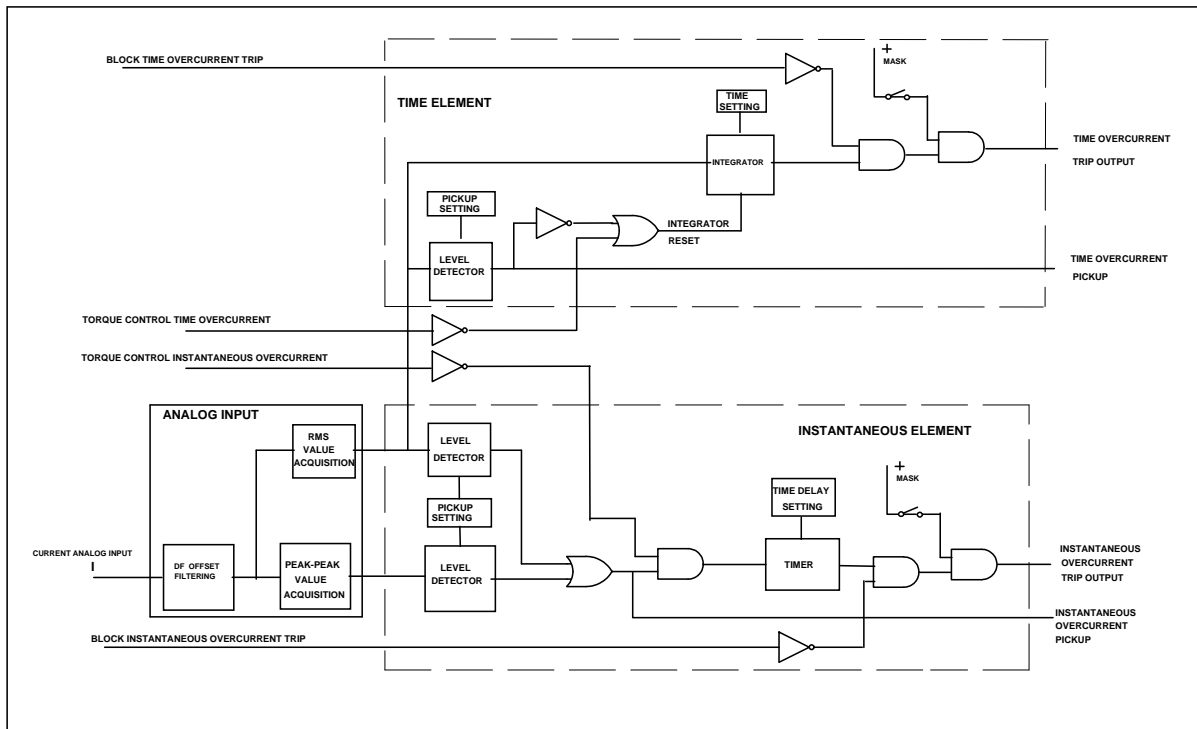 BLOCK TIME OVERCURRENT TRIP
TIME ELEMENT
+
MASK
TIME
SETTING
INTEGRATOR
TIME OVERCURRENT
TRIP OUTPUT
PICKUP
SETTING
INTEGRATOR
RESET
LEVEL
DETECTOR
TIME OVERCURRENT
PICKUP
TORQUE CONTROL TIME OVERCURRENT
TORQUE CONTROL INSTANTANEOUS OVERCURRENT
ANALOG INPUT
RMS
VALUE
ACQUISITION
LEVEL
DETECTOR
INSTANTANEOUS ELEMENT
+
MASK
PICKUP
SETTING
TIME DELAY
SETTING
CURRENT ANALOG INPUT
I
DF OFFSET
FILTERING
PEAK-PEAK
VALUE
ACQUISITION
LEVEL
DETECTOR
TIMER
INSTANTANEOUS
OVERCURRENT
TRIP OUTPUT
INSTANTANEOUS
OVERCURRENT
PICKUP
BLOCK INSTANTANEOUS OVERCURRENT TRIP